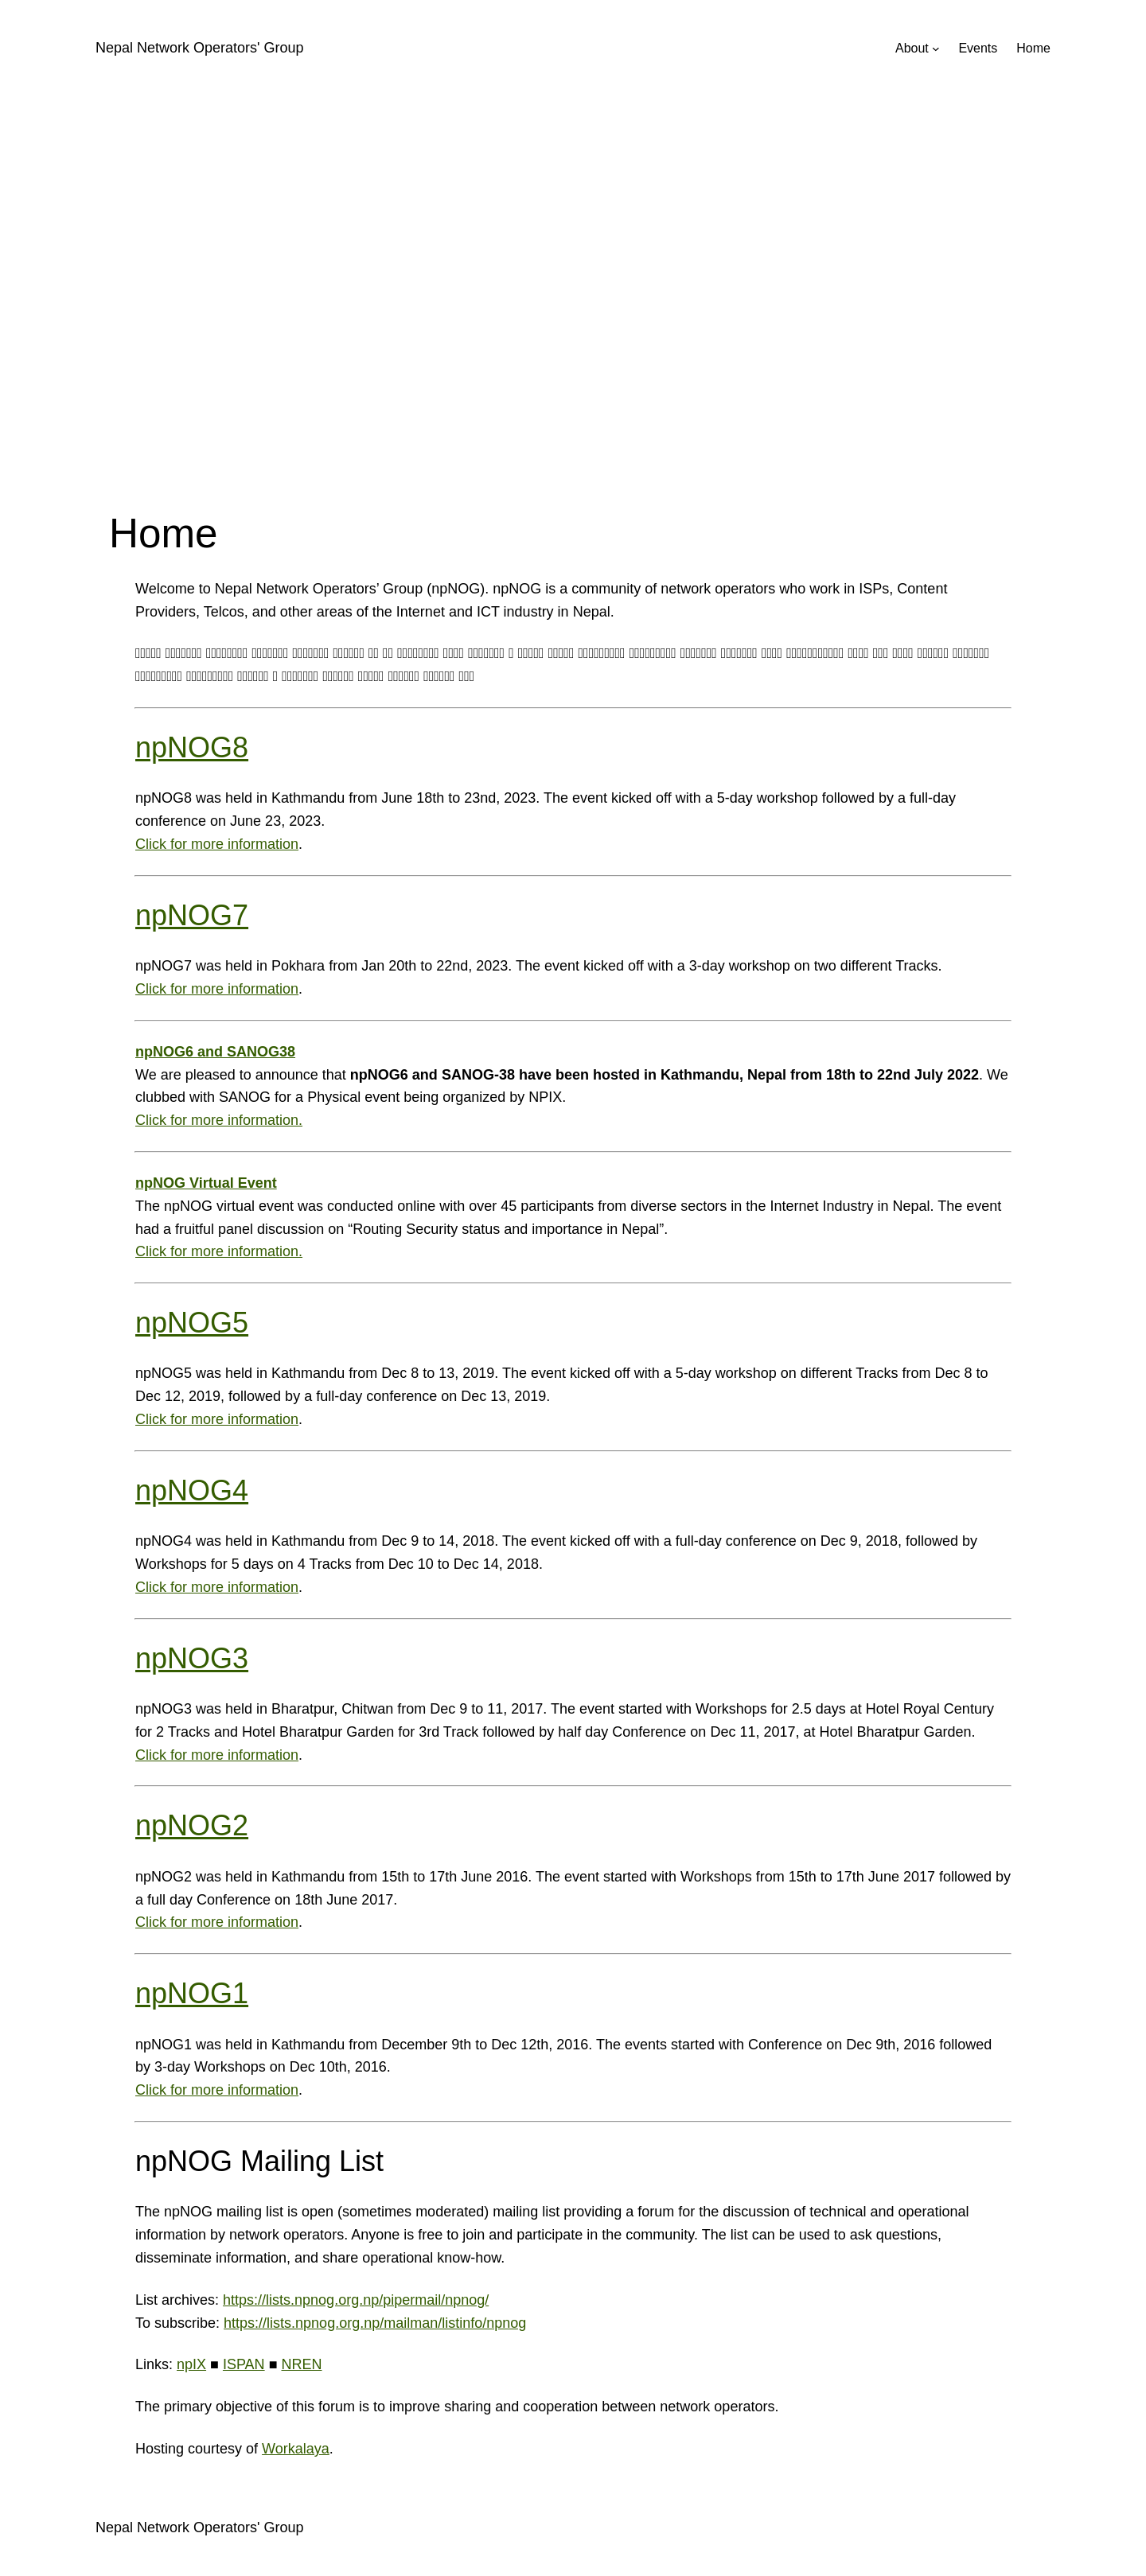 Nepal Network Operators' Group
About
Events
Home
Home
Welcome to Nepal Network Operators’ Group (npNOG). npNOG is a community of network operators who work in ISPs, Content
Providers, Telcos, and other areas of the Internet and ICT industry in Nepal.
npNOG8
npNOG8 was held in Kathmandu from June 18th to 23nd, 2023. The event kicked off with a 5-day workshop followed by a full-day
conference on June 23, 2023.
Click for more information.
npNOG7
npNOG7 was held in Pokhara from Jan 20th to 22nd, 2023. The event kicked off with a 3-day workshop on two different Tracks.
Click for more information.
npNOG6 and SANOG38
We are pleased to announce that npNOG6 and SANOG-38 have been hosted in Kathmandu, Nepal from 18th to 22nd July 2022. We
clubbed with SANOG for a Physical event being organized by NPIX.
Click for more information.
npNOG Virtual Event
The npNOG virtual event was conducted online with over 45 participants from diverse sectors in the Internet Industry in Nepal. The event
had a fruitful panel discussion on “Routing Security status and importance in Nepal”.
Click for more information.
npNOG5
npNOG5 was held in Kathmandu from Dec 8 to 13, 2019. The event kicked off with a 5-day workshop on different Tracks from Dec 8 to
Dec 12, 2019, followed by a full-day conference on Dec 13, 2019.
Click for more information.
npNOG4
npNOG4 was held in Kathmandu from Dec 9 to 14, 2018. The event kicked off with a full-day conference on Dec 9, 2018, followed by
Workshops for 5 days on 4 Tracks from Dec 10 to Dec 14, 2018.
Click for more information.
npNOG3
npNOG3 was held in Bharatpur, Chitwan from Dec 9 to 11, 2017. The event started with Workshops for 2.5 days at Hotel Royal Century
for 2 Tracks and Hotel Bharatpur Garden for 3rd Track followed by half day Conference on Dec 11, 2017, at Hotel Bharatpur Garden.
Click for more information.
npNOG2
npNOG2 was held in Kathmandu from 15th to 17th June 2016. The event started with Workshops from 15th to 17th June 2017 followed by
a full day Conference on 18th June 2017.
Click for more information.
npNOG1
npNOG1 was held in Kathmandu from December 9th to Dec 12th, 2016. The events started with Conference on Dec 9th, 2016 followed
by 3-day Workshops on Dec 10th, 2016.
Click for more information.
npNOG Mailing List
The npNOG mailing list is open (sometimes moderated) mailing list providing a forum for the discussion of technical and operational
information by network operators. Anyone is free to join and participate in the community. The list can be used to ask questions,
disseminate information, and share operational know-how.
List archives: https://lists.npnog.org.np/pipermail/npnog/
To subscribe: https://lists.npnog.org.np/mailman/listinfo/npnog
Links: npIX ■ ISPAN ■ NREN
The primary objective of this forum is to improve sharing and cooperation between network operators.
Hosting courtesy of Workalaya.
Nepal Network Operators' Group